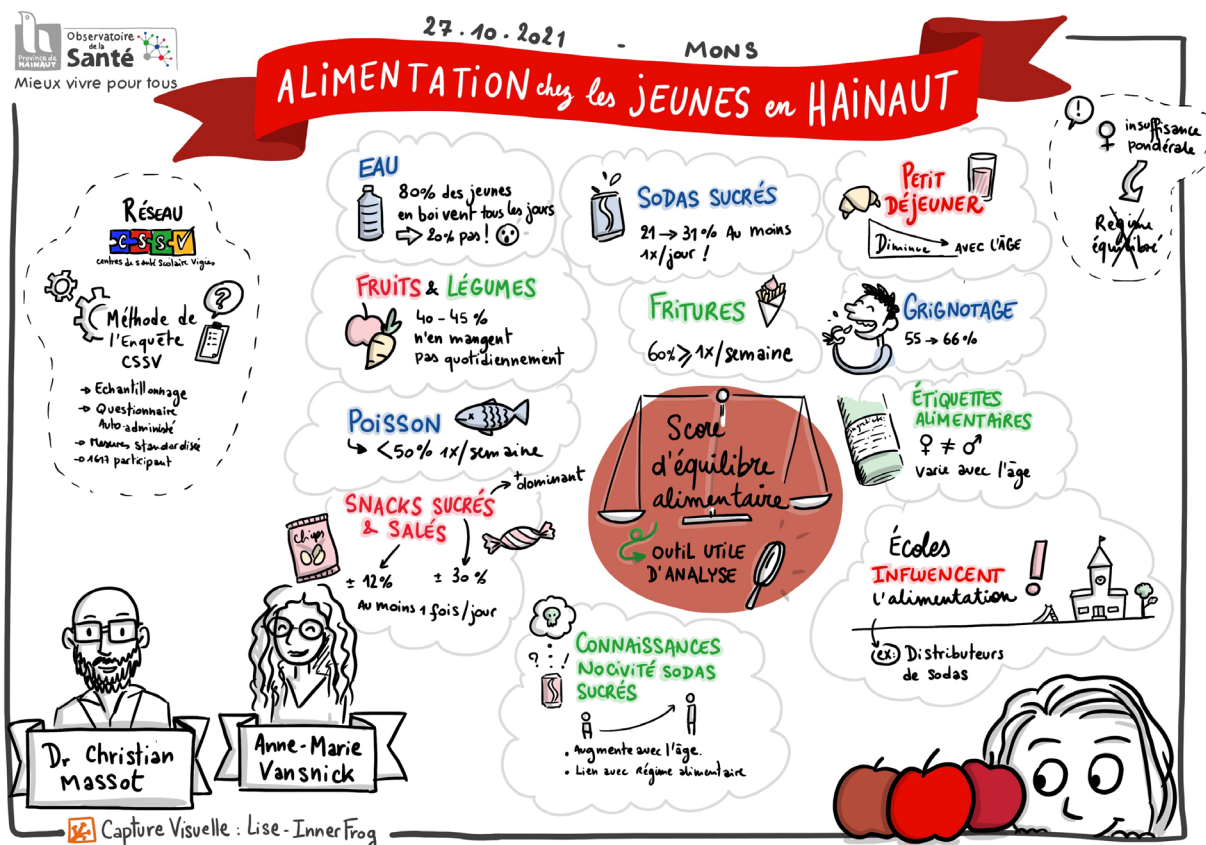 Province de
HAINAUT
Observatoire
de la
Santé
Mieux vivre pour tous
27.10.2021 - MONS
ALIMENTATION chez les JEUNES en HAINAUT
RÉSEAU
CSSV
centres de santé Scolaire Vigies
?
Méthode de
l'Enquête
CSSV
→ Echantillonnage
→ Questionnaire
Auto-administé
→ Mesures standardisé
→ 1617 participant
EAU
80% des jeunes
en boivent tous les jours
⇨ 20% pas !
FRUITS & LÉGUMES
40 - 45 %
n'en mangent
pas quotidiennement
POISSON
↳ <50% 1x/semaine
SNACKS SUCRÉS
& SALÉS
→ + dominant
chips
± 12%
± 30%
Au moins 1 fois/jour
SODAS SUCRÉS
21 → 31% Au moins
1x/jour !
FRITURES
60% ⩾ 1x/semaine
Score
d'équilibre
alimentaire
OUTIL UTILE
D'ANALYSE
? ! !
CONNAISSANCES
NOCIVITÉ SODAS
SUCRÉS
• Augmente avec l'âge.
• Lien avec Régime alimentaire
PETIT
DÉJEUNER
Diminue AVEC L'ÂGE
GRIGNOTAGE
55 → 66%
ÉTIQUETTES
ALIMENTAIRES
♀ ≠ ♂
varie avec l'âge
ÉCOLES
INFLUENCENT
l'alimentation !
ex: Distributeurs
de Sodas
!
♀ insuffisance
pondérale
Régime
équilibré
Dr Christian
Massot
Anne-Marie
Vansnick
Capture Visuelle : Lise - InnerFrog